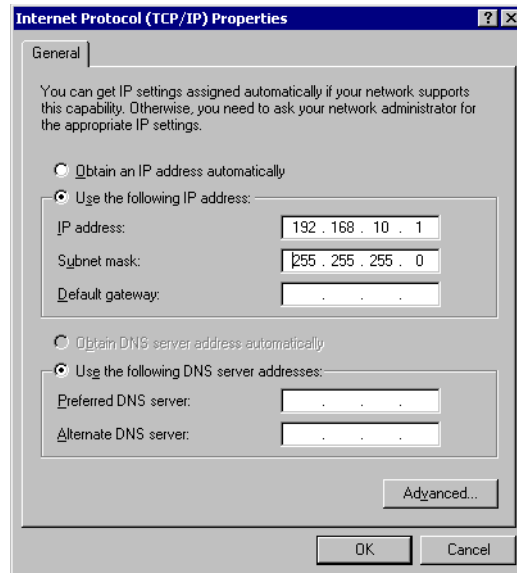 Internet Protocol (TCP/IP) Properties
General
You can get IP settings assigned automatically if your network supports
this capability. Otherwise, you need to ask your network administrator for
the appropriate IP settings.
Obtain an IP address automatically
Use the following IP address:
IP address: 192 . 168 . 10 . 1
Subnet mask: 255 . 255 . 255 . 0
Default gateway: . . .
Obtain DNS server address automatically
Use the following DNS server addresses:
Preferred DNS server: . . .
Alternate DNS server: . . .
Advanced...
OK Cancel